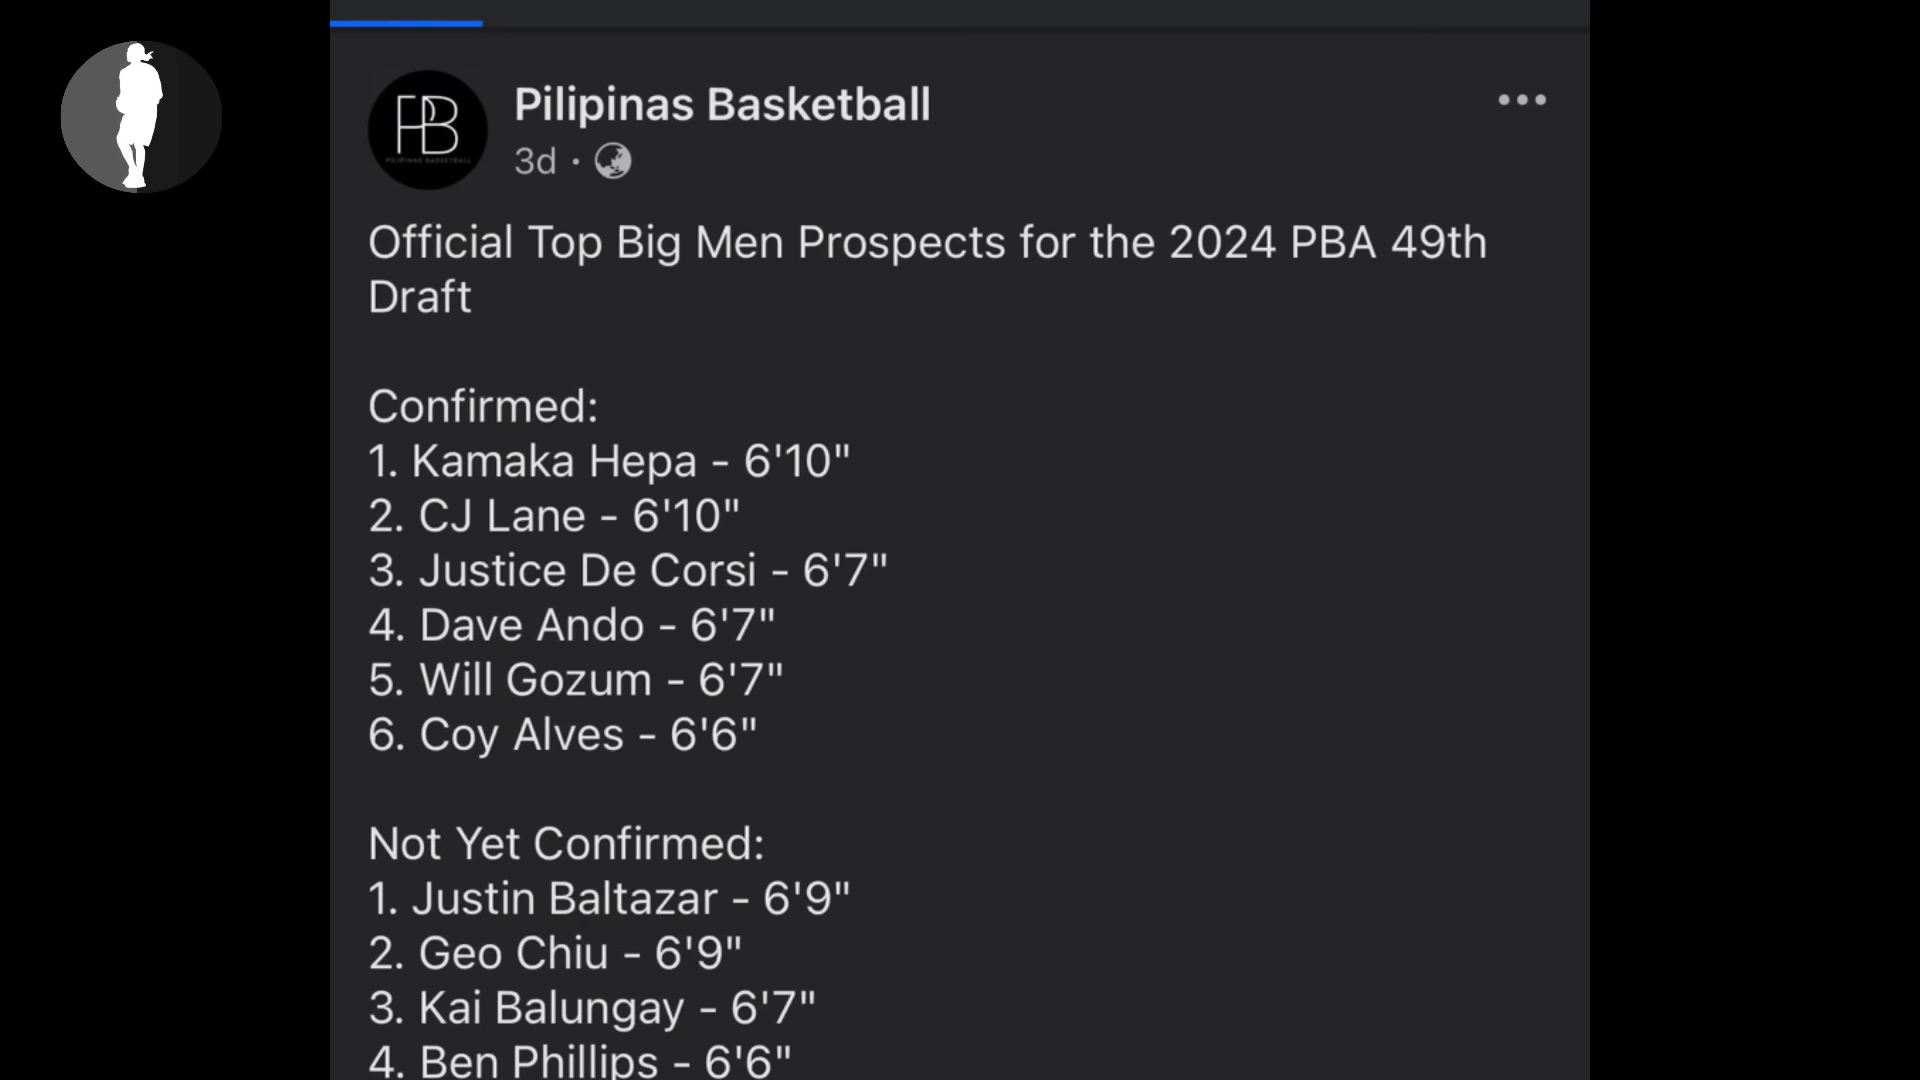 Pilipinas Basketball
3d ·
PB
PILIPINAS BASKETBALL
Official Top Big Men Prospects for the 2024 PBA 49th
Draft
Confirmed:
1. Kamaka Hepa - 6'10"
2. CJ Lane - 6'10"
3. Justice De Corsi - 6'7"
4. Dave Ando - 6'7"
5. Will Gozum - 6'7"
6. Coy Alves - 6'6"
Not Yet Confirmed:
1. Justin Baltazar - 6'9"
2. Geo Chiu - 6'9"
3. Kai Balungay - 6'7"
4. Ben Phillips - 6'6"